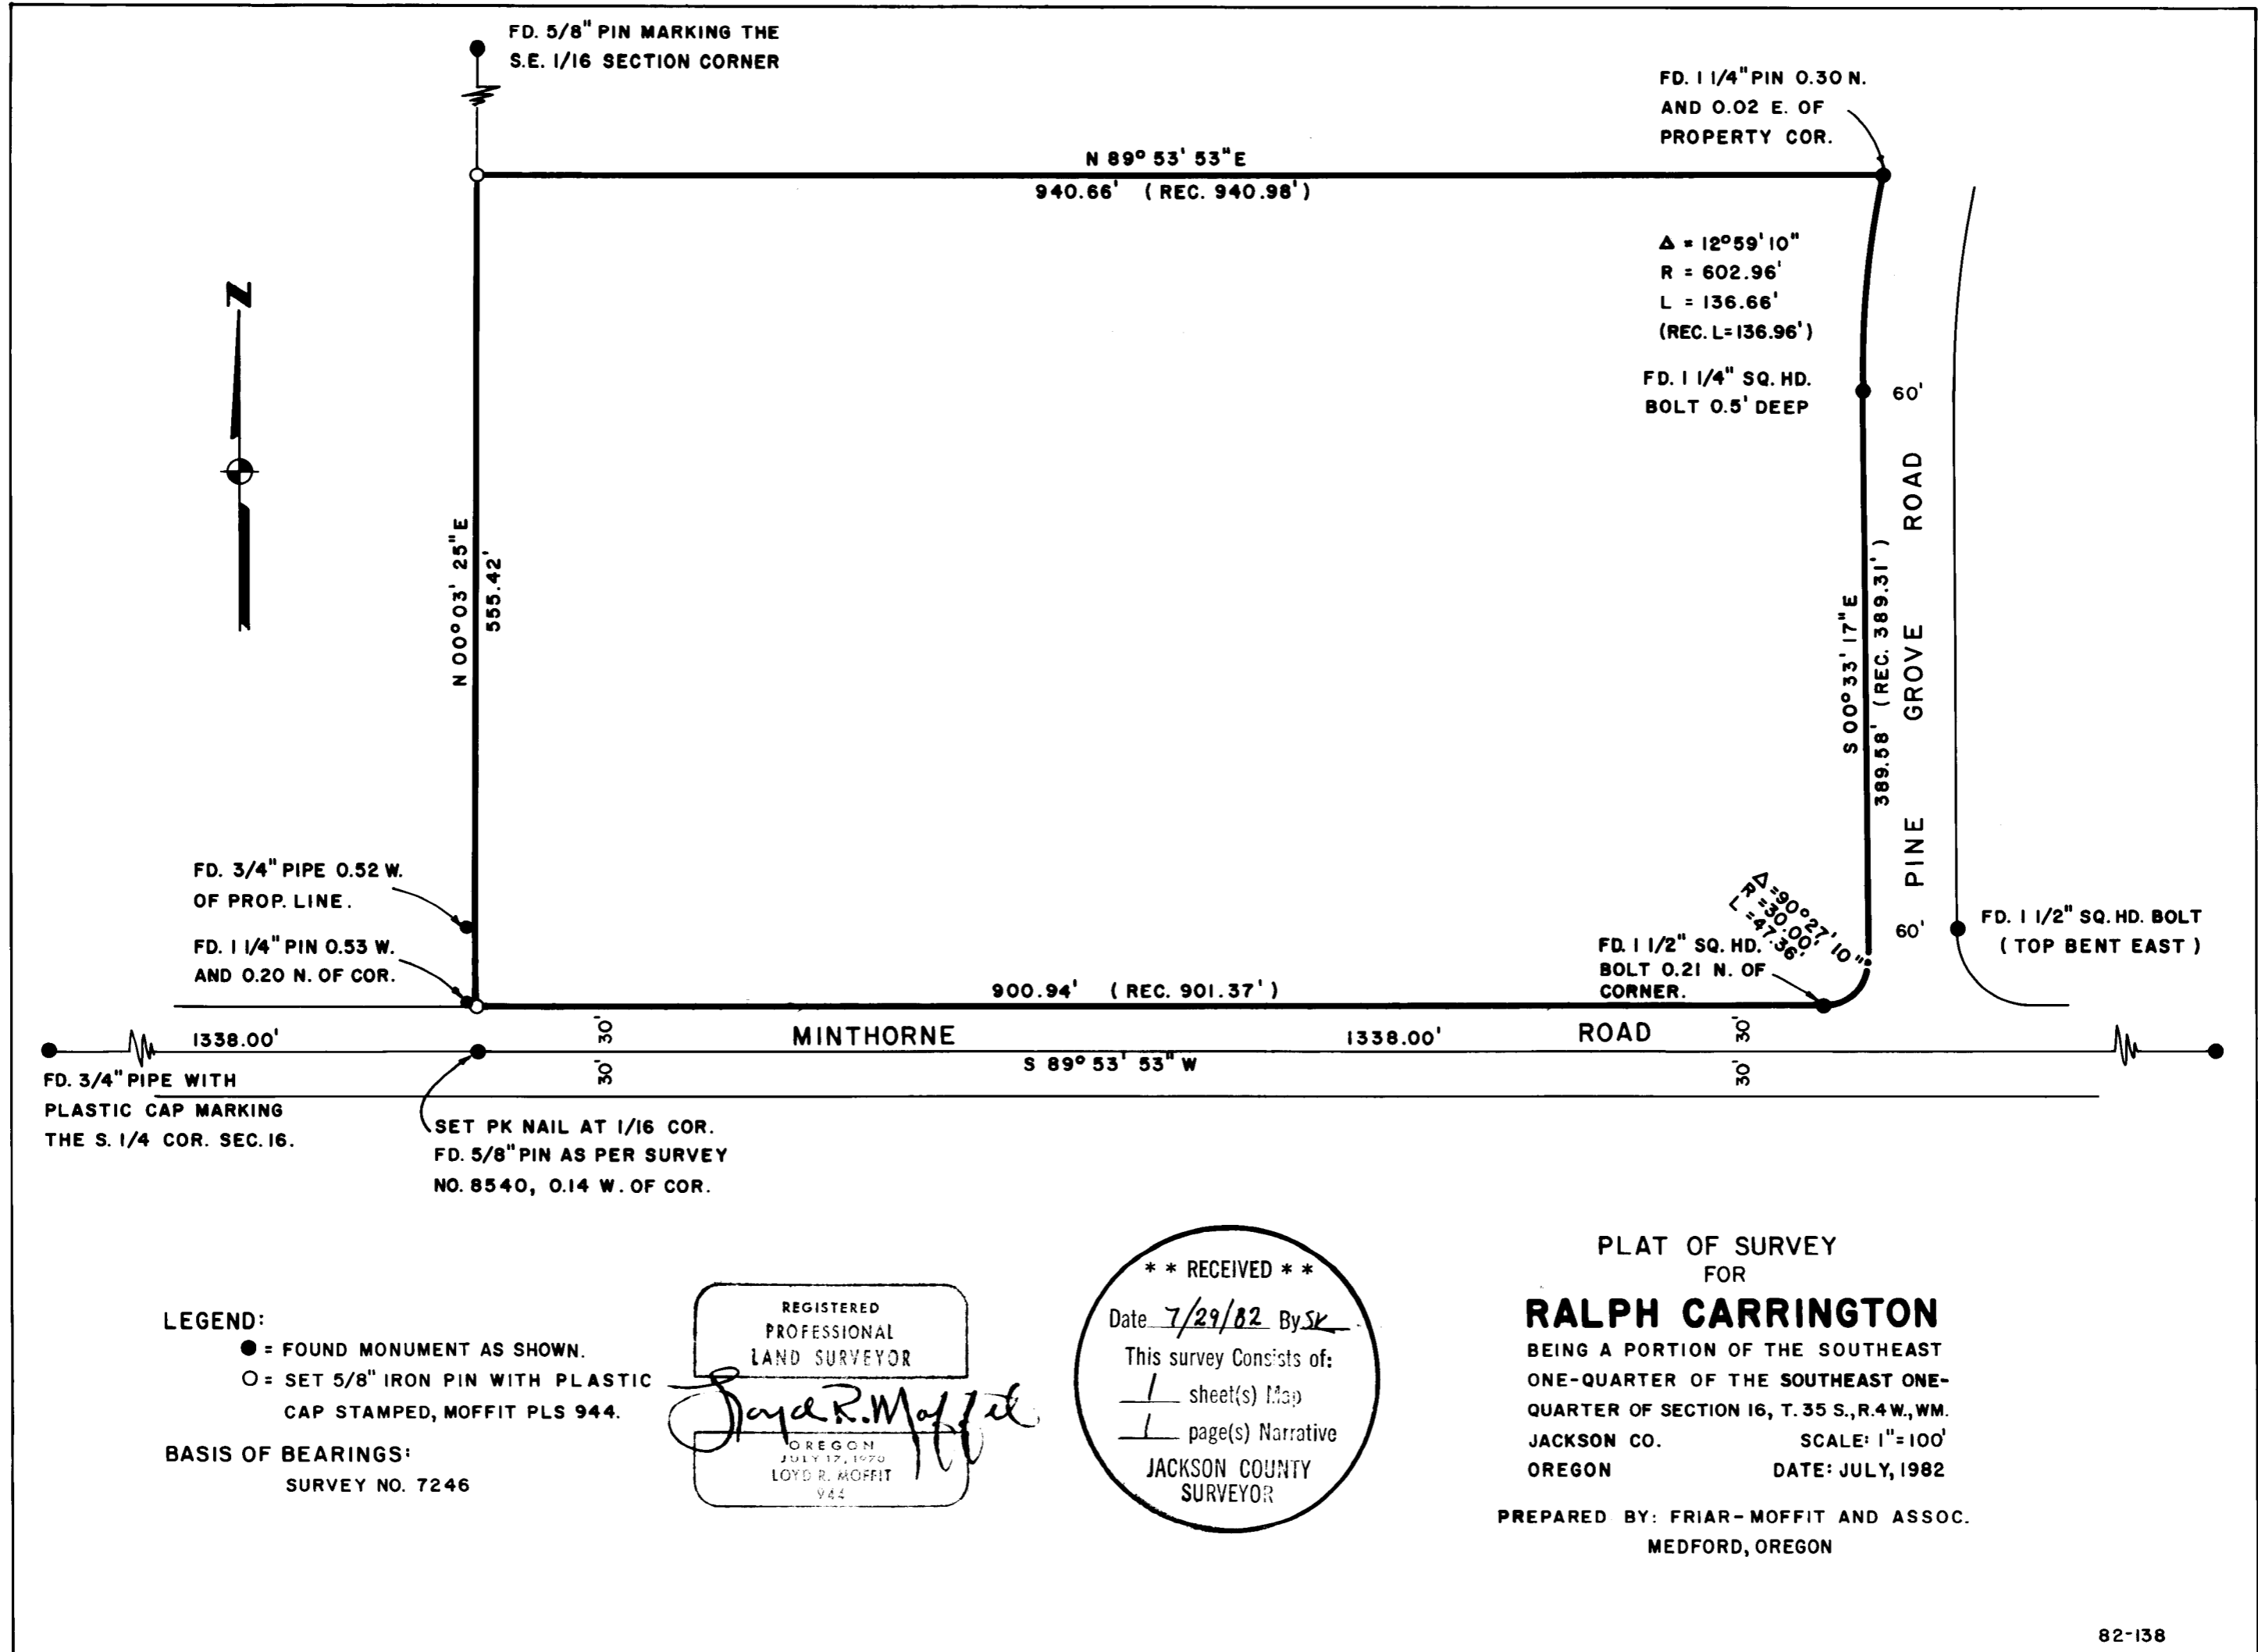 FD. 5/8" PIN MARKING THE
S.E. 1/16 SECTION CORNER
FD. 1 1/4" PIN 0.30 N.
AND 0.02 E. OF
PROPERTY COR.
N 89° 53' 53" E
940.66' ( REC. 940.98' )
Δ = 12°59'10"
R = 602.96'
L = 136.66'
(REC. L=136.96')
FD. 1 1/4" SQ. HD.
BOLT 0.5' DEEP
60'
N
N 00° 03' 25" E
555.42'
S 00° 33' 17" E
389.58' ( REC. 389.31' )
PINE GROVE ROAD
FD. 3/4" PIPE 0.52 W.
OF PROP. LINE.
FD. 1 1/4" PIN 0.53 W.
AND 0.20 N. OF COR.
Δ =90°27'10"
R =30.00'
L =47.36'
FD. 1 1/2" SQ. HD.
BOLT 0.21 N. OF
CORNER.
60'
FD. 1 1/2" SQ. HD. BOLT
( TOP BENT EAST )
900.94' ( REC. 901.37' )
1338.00'
30'
MINTHORNE
1338.00'
ROAD
30'
S 89° 53' 53" W
30'
30'
FD. 3/4" PIPE WITH
PLASTIC CAP MARKING
THE S. 1/4 COR. SEC. 16.
SET PK NAIL AT 1/16 COR.
FD. 5/8" PIN AS PER SURVEY
NO. 8540, 0.14 W. OF COR.
LEGEND:
● = FOUND MONUMENT AS SHOWN.
O = SET 5/8" IRON PIN WITH PLASTIC
CAP STAMPED, MOFFIT PLS 944.
BASIS OF BEARINGS:
SURVEY NO. 7246
REGISTERED
PROFESSIONAL
LAND SURVEYOR
Loyd R. Moffit
OREGON
JULY 17, 1970
LOYD R. MOFFIT
944
* * RECEIVED * *
Date 7/29/82 By SK
This survey Consists of:
1 sheet(s) Map
1 page(s) Narrative
JACKSON COUNTY
SURVEYOR
PLAT OF SURVEY
FOR
RALPH CARRINGTON
BEING A PORTION OF THE SOUTHEAST
ONE-QUARTER OF THE SOUTHEAST ONE-
QUARTER OF SECTION 16, T. 35 S., R.4 W., WM.
JACKSON CO. SCALE: 1"=100'
OREGON DATE: JULY, 1982
PREPARED BY: FRIAR-MOFFIT AND ASSOC.
MEDFORD, OREGON
82-138